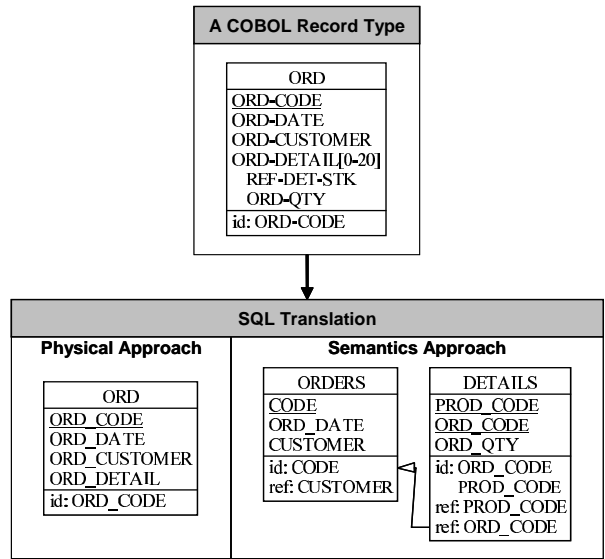 A COBOL Record Type
ORD
ORD-CODE
ORD-DATE
ORD-CUSTOMER
ORD-DETAIL[0-20]
REF-DET-STK
ORD-QTY
id: ORD-CODE
SQL Translation
Physical Approach
ORD
ORD_CODE
ORD_DATE
ORD_CUSTOMER
ORD_DETAIL
id: ORD_CODE
Semantics Approach
ORDERS
CODE
ORD_DATE
CUSTOMER
id: CODE
ref: CUSTOMER
DETAILS
PROD_CODE
ORD_CODE
ORD_QTY
id: ORD_CODE
PROD_CODE
ref: PROD_CODE
ref: ORD_CODE